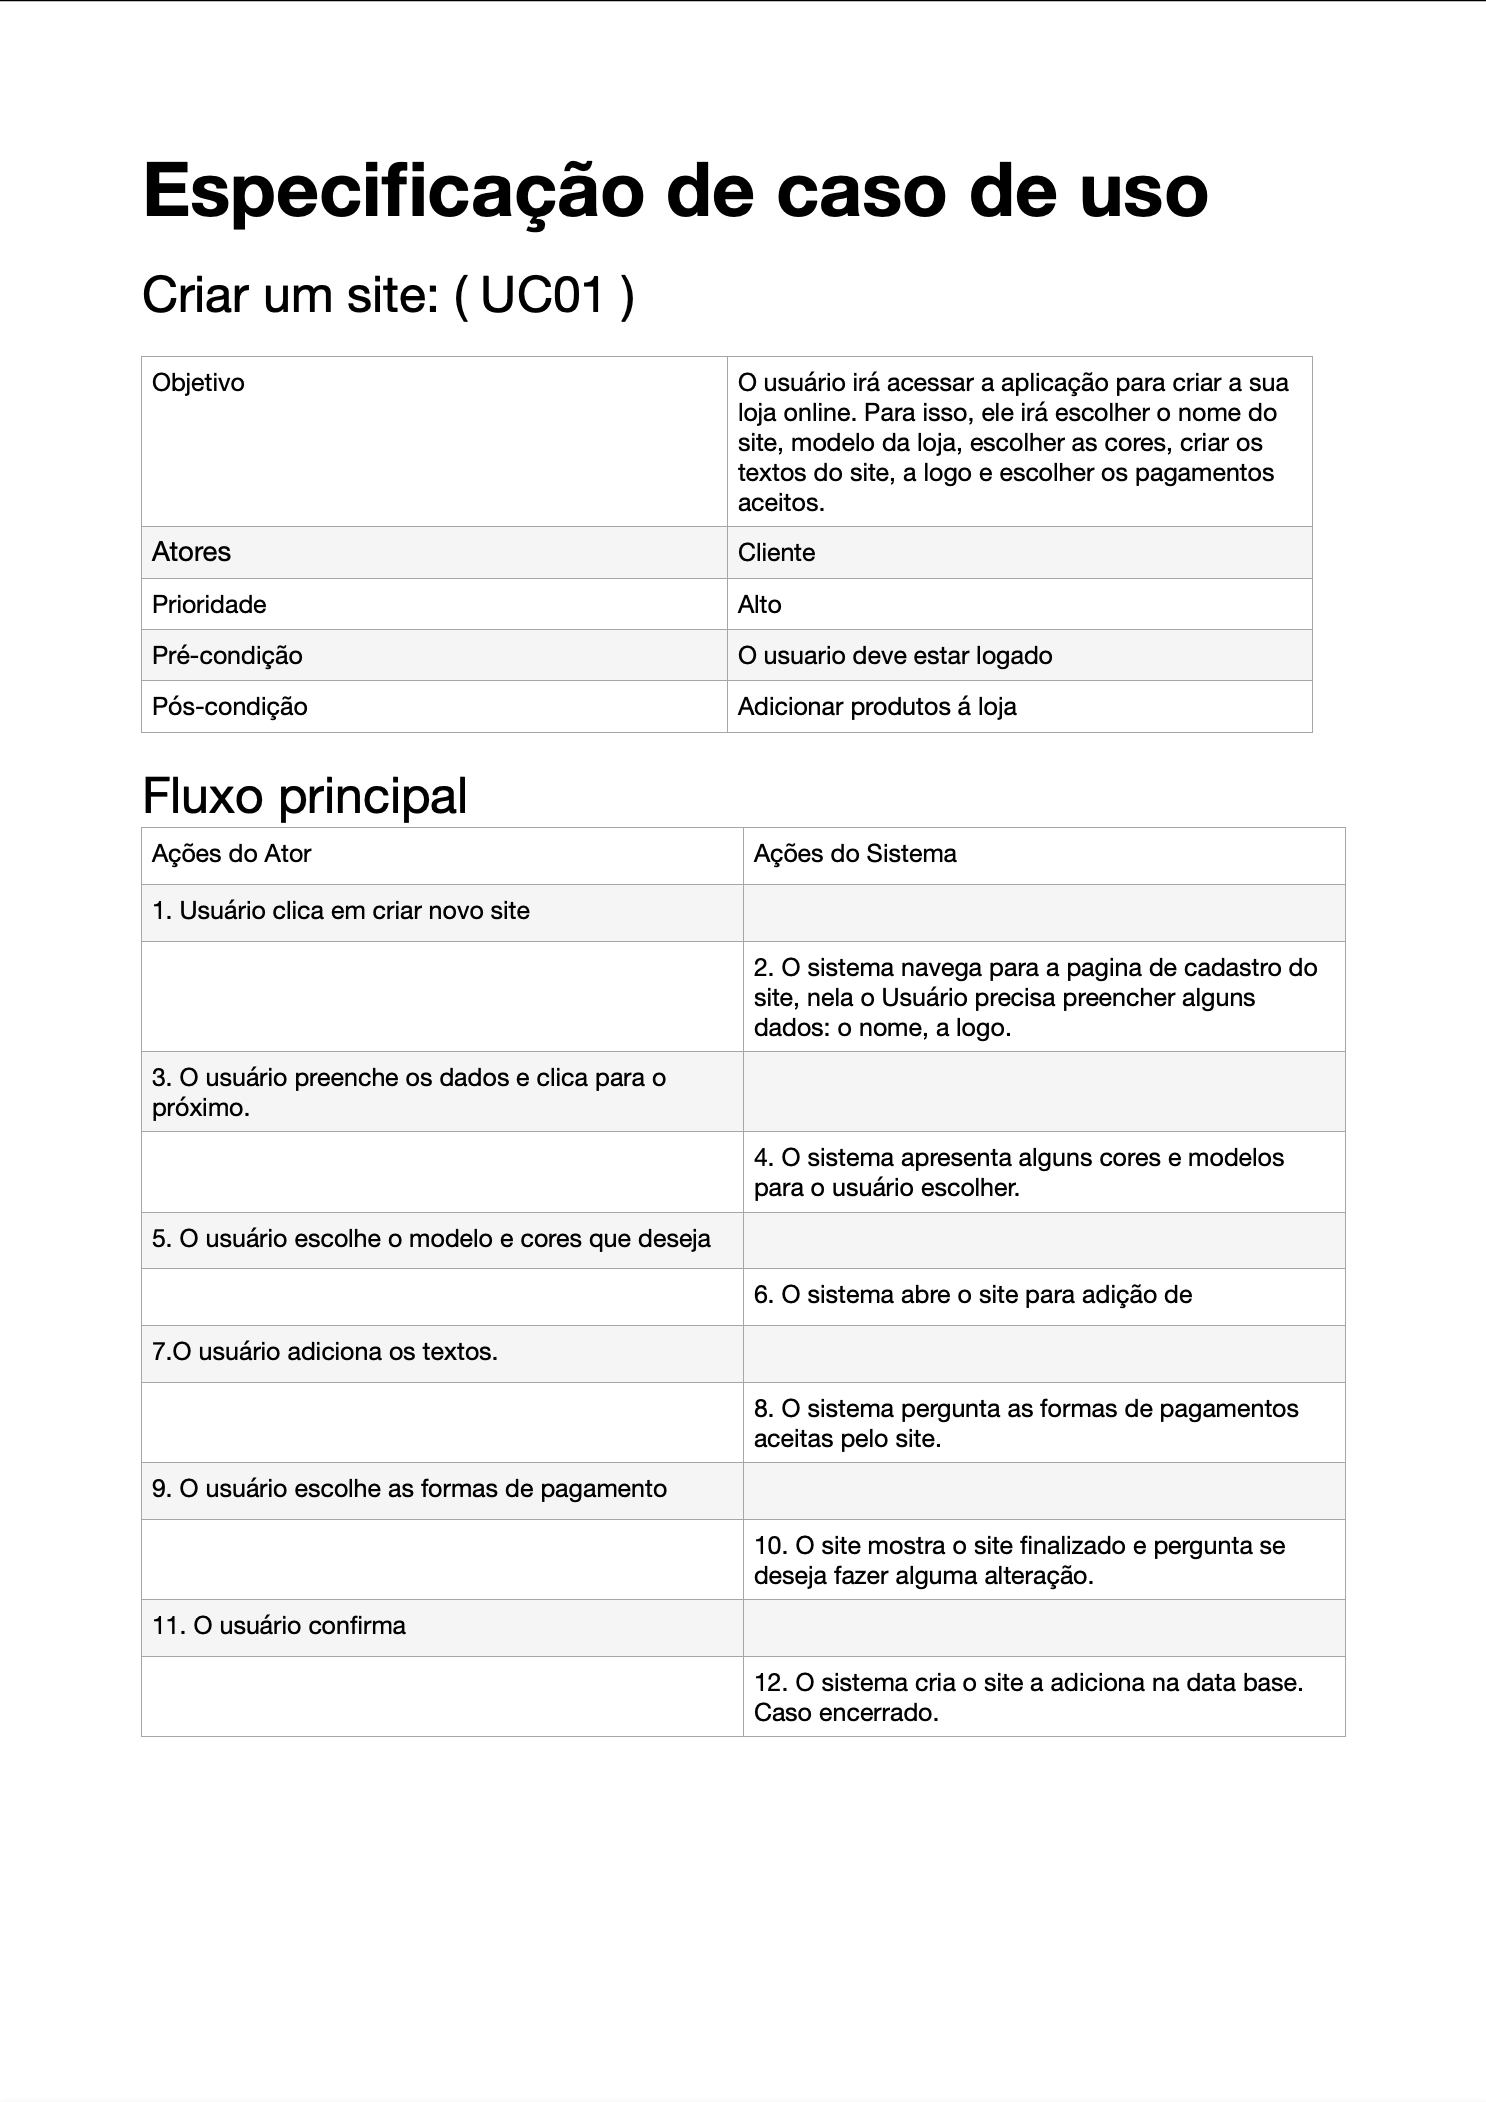 Especificação de caso de uso
Criar um site: ( UC01 )
Objetivo
O usuário irá acessar a aplicação para criar a sua
loja online. Para isso, ele irá escolher o nome do
site, modelo da loja, escolher as cores, criar os
textos do site, a logo e escolher os pagamentos
aceitos.
Atores
Cliente
Prioridade
Alto
Pré-condição
O usuario deve estar logado
Pós-condição
Adicionar produtos á loja
Fluxo principal
Ações do Ator
Ações do Sistema
1. Usuário clica em criar novo site
2. O sistema navega para a pagina de cadastro do
site, nela o Usuário precisa preencher alguns
dados: o nome, a logo.
3. O usuário preenche os dados e clica para o
próximo.
4. O sistema apresenta alguns cores e modelos
para o usuário escolher.
5. O usuário escolhe o modelo e cores que deseja
6. O sistema abre o site para adição de
7.O usuário adiciona os textos.
8. O sistema pergunta as formas de pagamentos
aceitas pelo site.
9. O usuário escolhe as formas de pagamento
10. O site mostra o site finalizado e pergunta se
deseja fazer alguma alteração.
11. O usuário confirma
12. O sistema cria o site a adiciona na data base.
Caso encerrado.